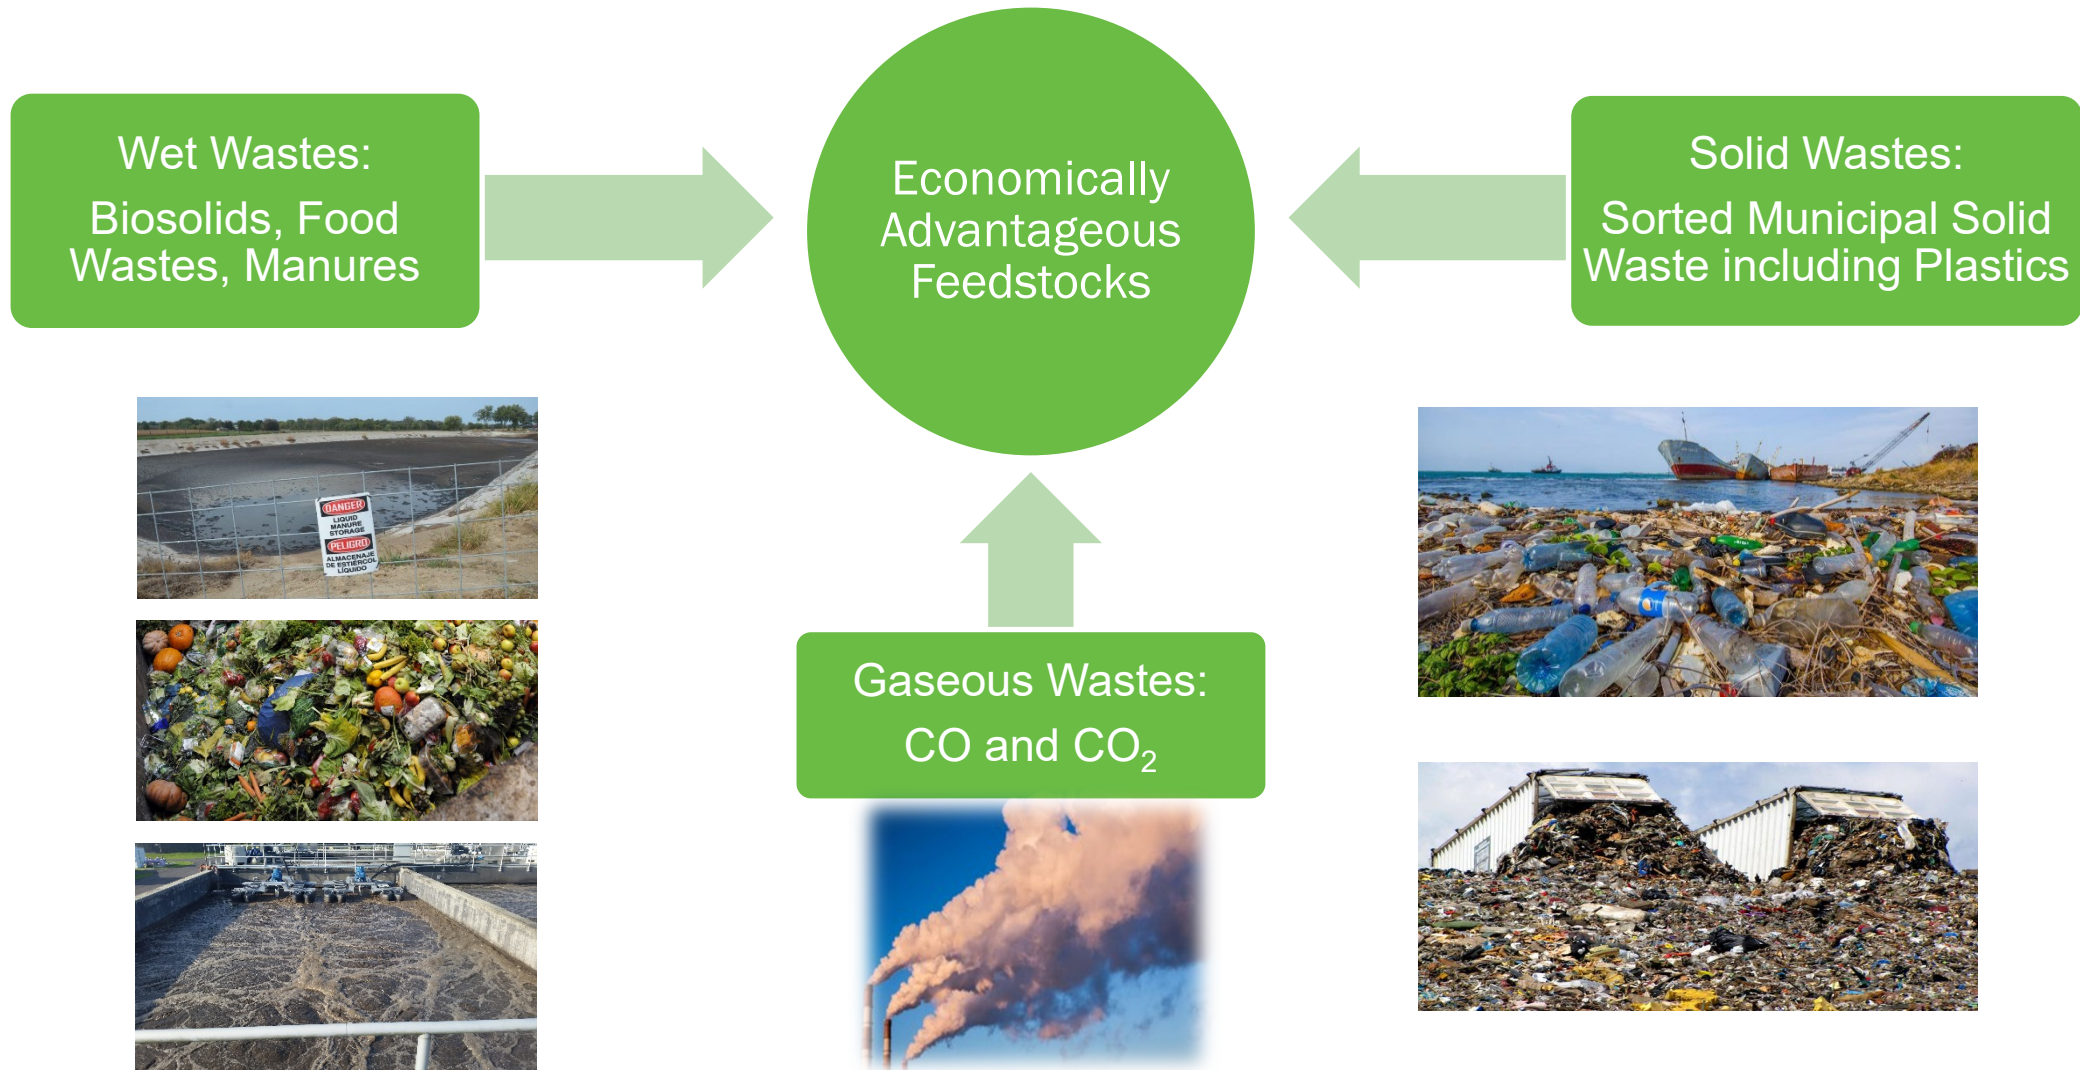 Wet Wastes:
Biosolids, Food
Wastes, Manures
Economically
Advantageous
Feedstocks
Solid Wastes:
Sorted Municipal Solid
Waste including Plastics
Gaseous Wastes:
CO and CO₂
DANGER
LIQUID
MANURE
STORAGE
PELIGRO
ALMACENAJE
DE ESTIÉRCOL
LÍQUIDO